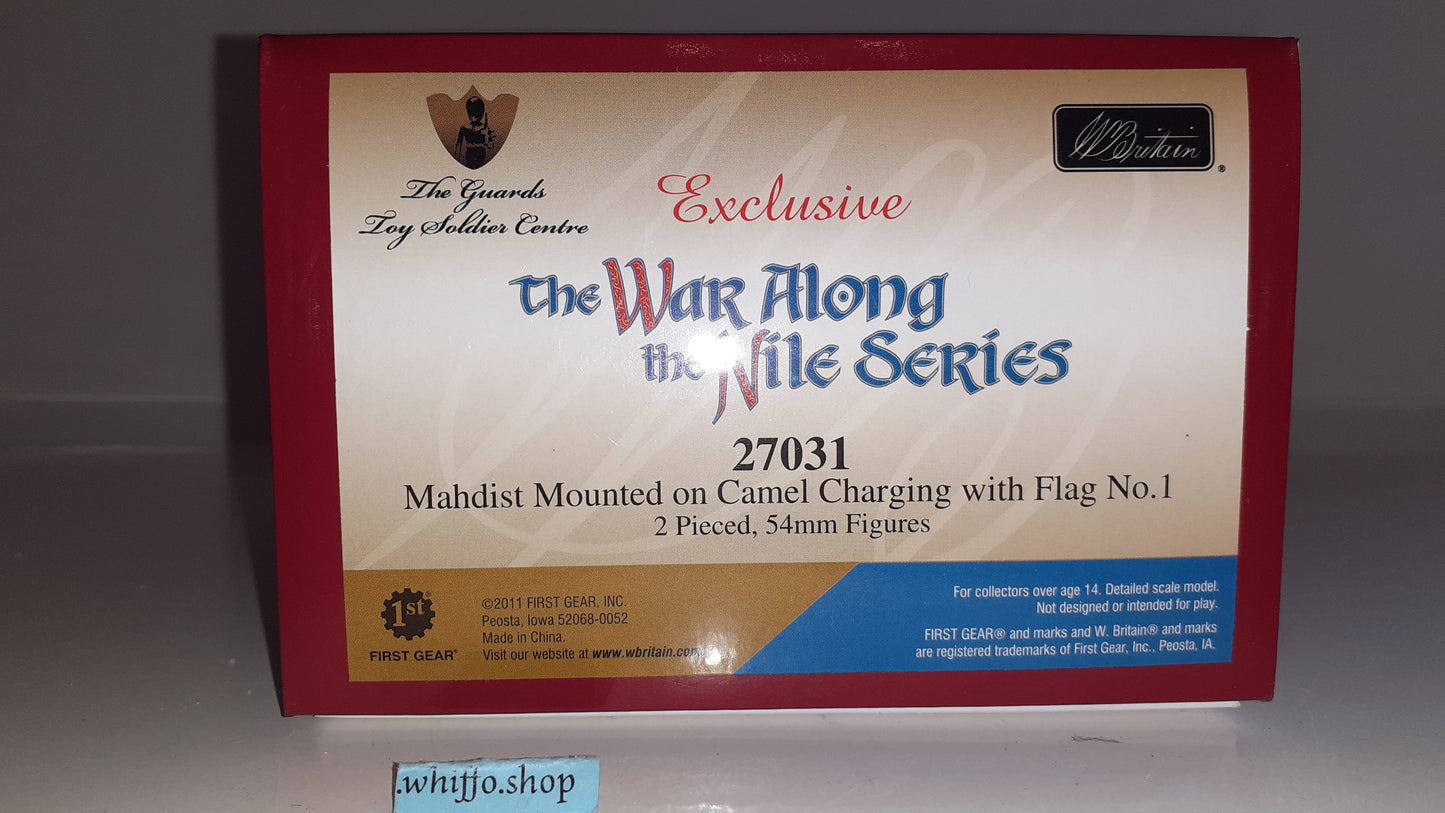 The Guards
Toy Soldier Centre
W Britain
®
Exclusive
The War Along
the Nile Series
27031
Mahdist Mounted on Camel Charging with Flag No.1
2 Pieced, 54mm Figures
1st®
FIRST GEAR®
©2011 FIRST GEAR, INC.
Peosta, Iowa 52068-0052
Made in China.
Visit our website at www.wbritain.com
For collectors over age 14. Detailed scale model.
Not designed or intended for play.
FIRST GEAR® and marks and W. Britain® and marks
are registered trademarks of First Gear, Inc., Peosta, IA.
.whiffo.shop